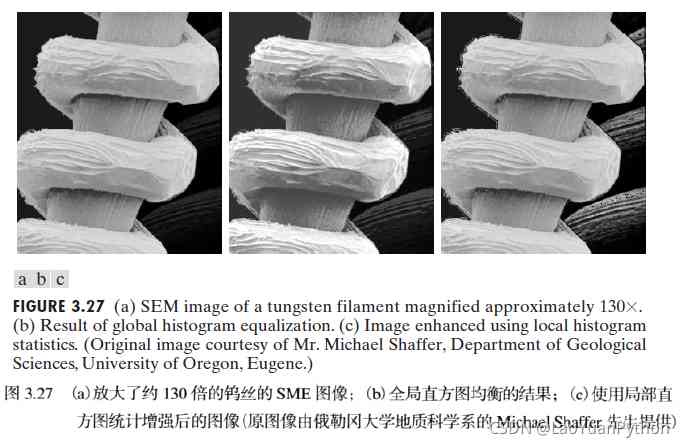 a b c
FIGURE 3.27 (a) SEM image of a tungsten filament magnified approximately 130×.
(b) Result of global histogram equalization. (c) Image enhanced using local histogram
statistics. (Original image courtesy of Mr. Michael Shaffer, Department of Geological
Sciences, University of Oregon, Eugene.)
图 3.27 (a)放大了约 130 倍的钨丝的 SME 图像；(b)全局直方图均衡的结果；(c)使用局部直
方图统计增强后的图像(原图像由俄勒冈大学地质科学系的 Michael Shaffer 先生提供)
CSDN @LaoYuanPython